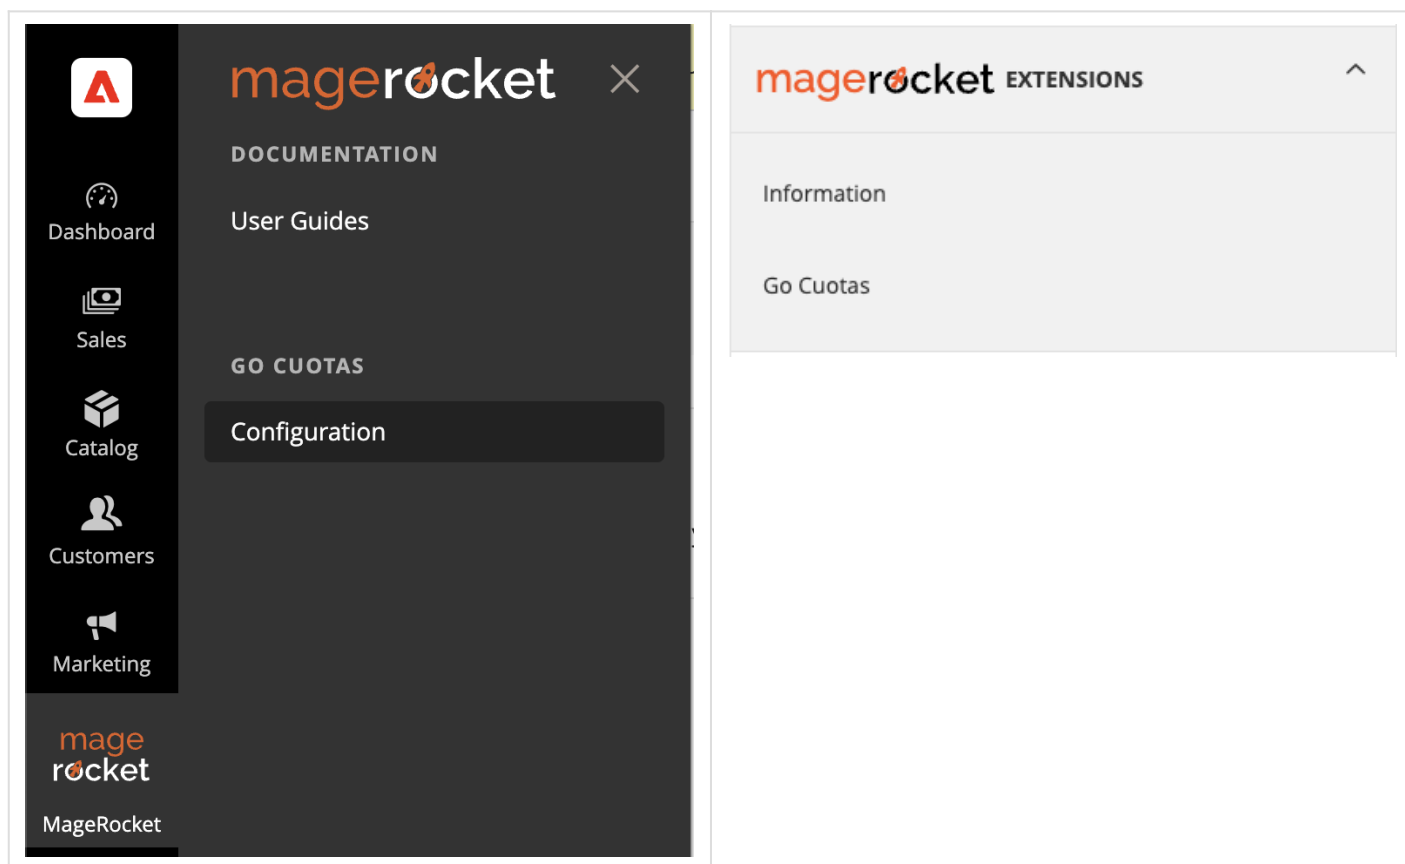 Dashboard
Sales
Catalog
Customers
Marketing
mage
rocket
MageRocket
magerocket
DOCUMENTATION
User Guides
GO CUOTAS
Configuration
magerocket EXTENSIONS
Information
Go Cuotas